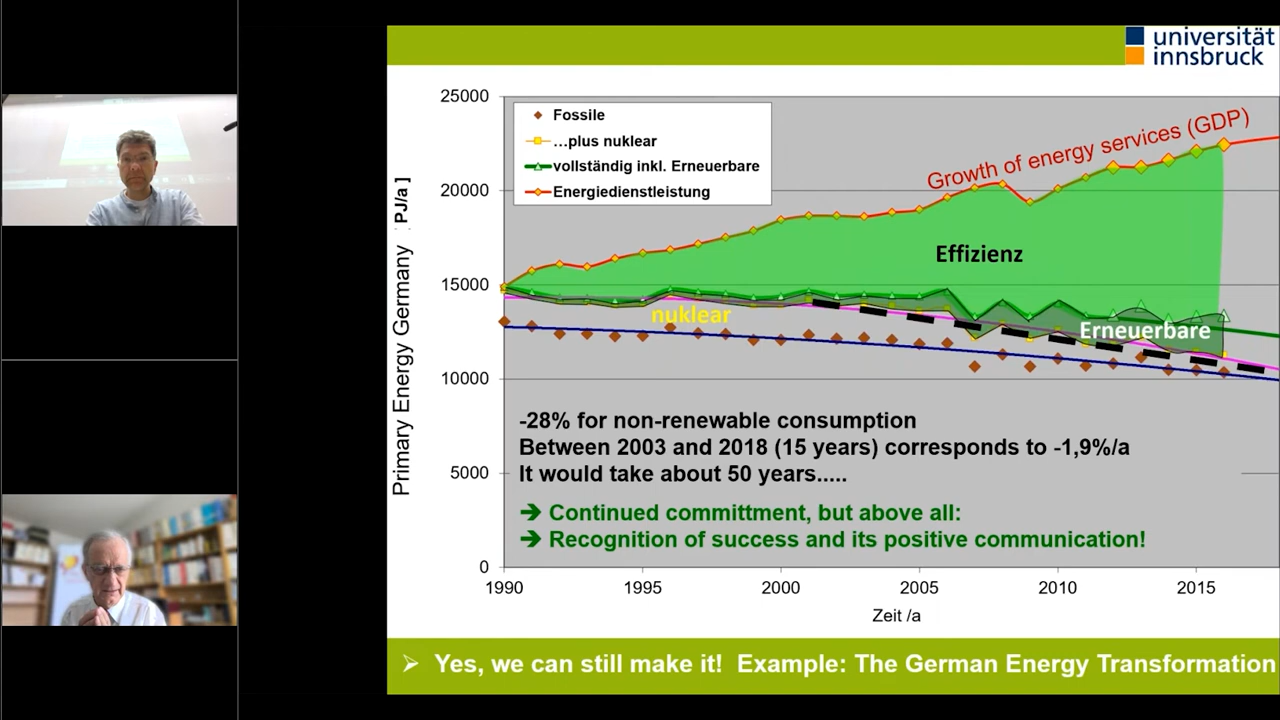 universität
innsbruck
25000
20000
15000
10000
5000
0
Primary Energy Germany [ PJ/a ]
Fossile
...plus nuklear
vollständig inkl. Erneuerbare
Energiedienstleistung
Growth of energy services (GDP)
Effizienz
nuklear
Erneuerbare
-28% for non-renewable consumption
Between 2003 and 2018 (15 years) corresponds to -1,9%/a
It would take about 50 years.....
➔ Continued committment, but above all:
➔ Recognition of success and its positive communication!
1990 1995 2000 2005 2010 2015
Zeit /a
➢ Yes, we can still make it! Example: The German Energy Transformation